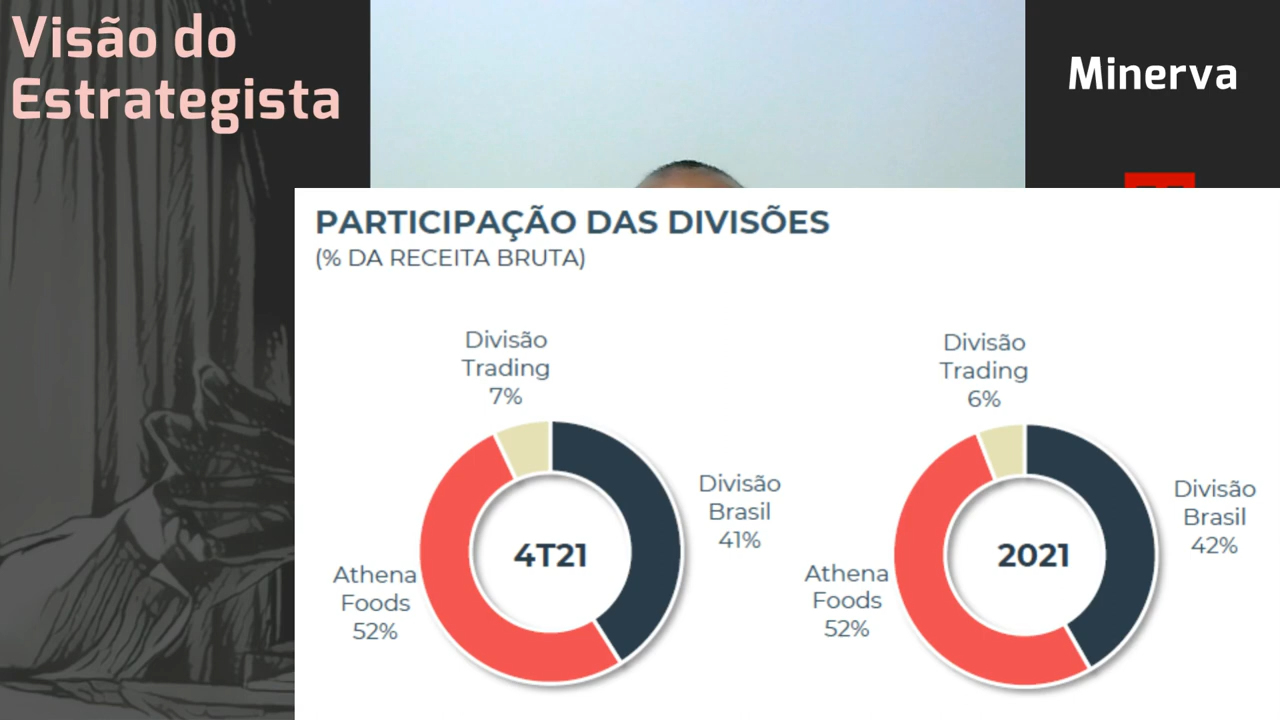 Visão do
Estrategista
Minerva
PARTICIPAÇÃO DAS DIVISÕES
(% DA RECEITA BRUTA)
Divisão
Trading
7%
Divisão
Brasil
41%
Athena
Foods
52%
4T21
Divisão
Trading
6%
Divisão
Brasil
42%
Athena
Foods
52%
2021